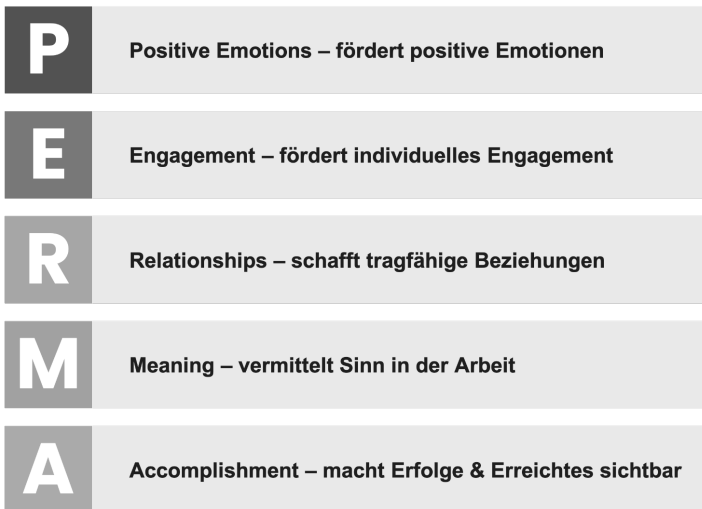 P Positive Emotions – fördert positive Emotionen
E Engagement – fördert individuelles Engagement
R Relationships – schafft tragfähige Beziehungen
M Meaning – vermittelt Sinn in der Arbeit
A Accomplishment – macht Erfolge & Erreichtes sichtbar